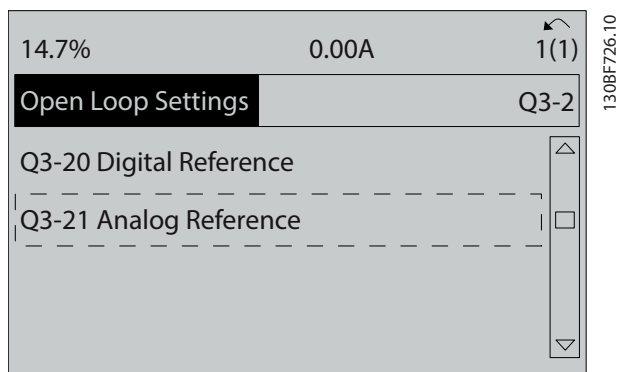 14.7% 0.00A 1(1)
Open Loop Settings Q3-2
Q3-20 Digital Reference
Q3-21 Analog Reference
130BF726.10